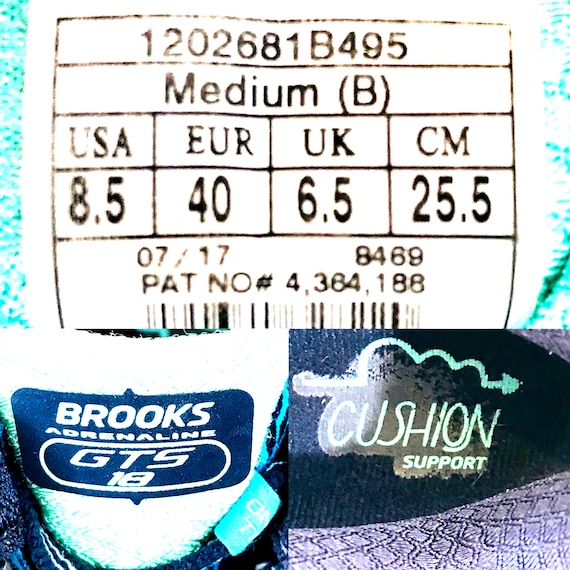 1202681B495
Medium (B)
USA EUR UK CM
8.5 40 6.5 25.5
07/17 8469
PAT NO# 4,364,188
BROOKS
ADRENALINE
GTS
18
CUSHION
SUPPORT